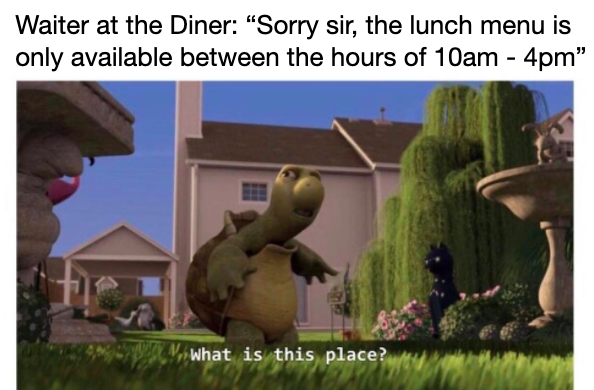 Waiter at the Diner: “Sorry sir, the lunch menu is
only available between the hours of 10am - 4pm”
What is this place?